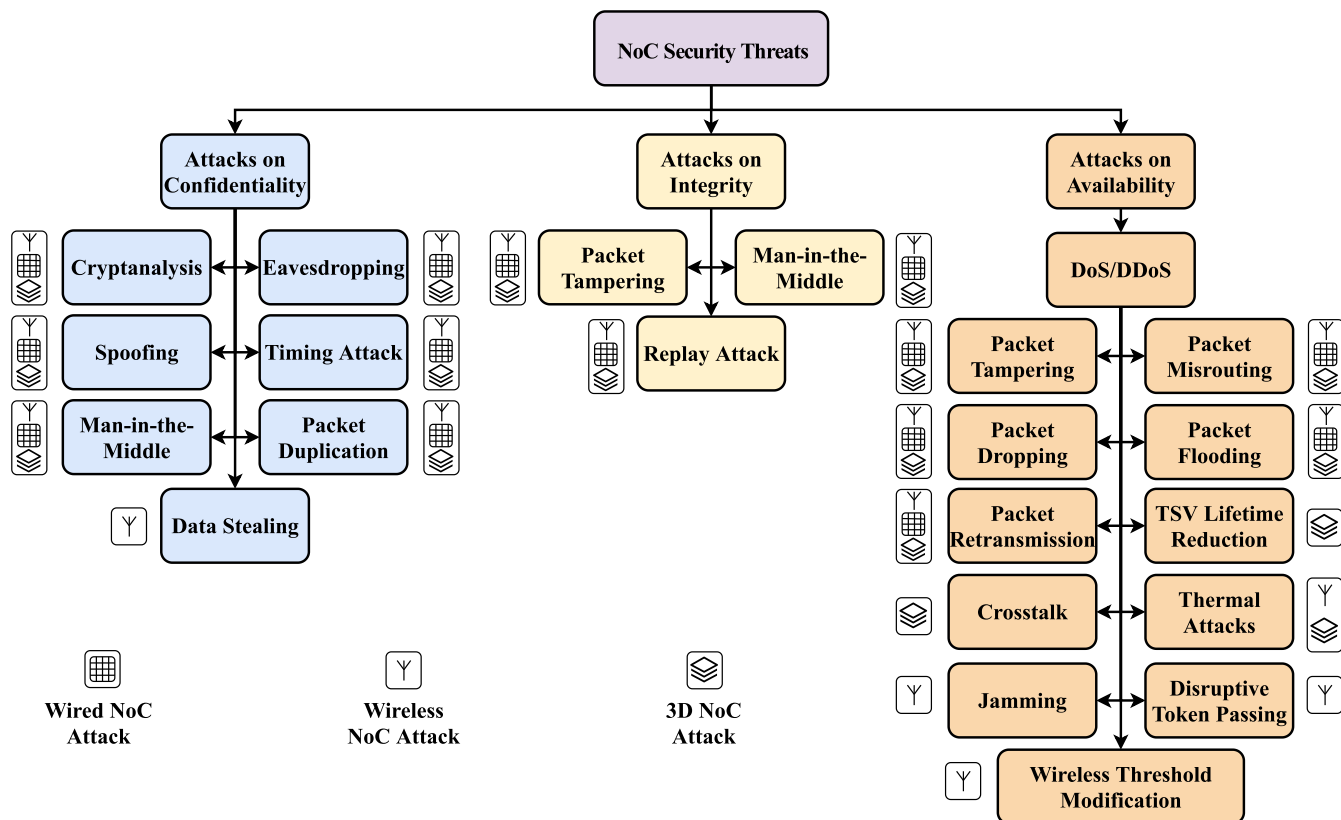 NoC Security Threats
Attacks on
Confidentiality
Attacks on
Integrity
Attacks on
Availability
Cryptanalysis
Eavesdropping
Spoofing
Timing Attack
Man-in-the-
Middle
Packet
Duplication
Data Stealing
Packet
Tampering
Man-in-the-
Middle
Replay Attack
DoS/DDoS
Packet
Tampering
Packet
Misrouting
Packet
Dropping
Packet
Flooding
Packet
Retransmission
TSV Lifetime
Reduction
Crosstalk
Thermal
Attacks
Jamming
Disruptive
Token Passing
Wireless Threshold
Modification
Wired NoC
Attack
Wireless
NoC Attack
3D NoC
Attack